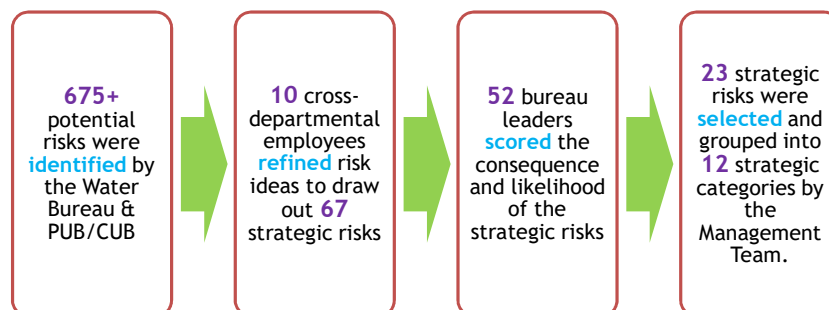 675+
potential
risks were
identified by
the Water
Bureau &
PUB/CUB
10 cross-
departmental
employees
refined risk
ideas to draw
out 67
strategic risks
52 bureau
leaders
scored the
consequence
and likelihood
of the
strategic risks
23 strategic
risks were
selected and
grouped into
12 strategic
categories by
the
Management
Team.